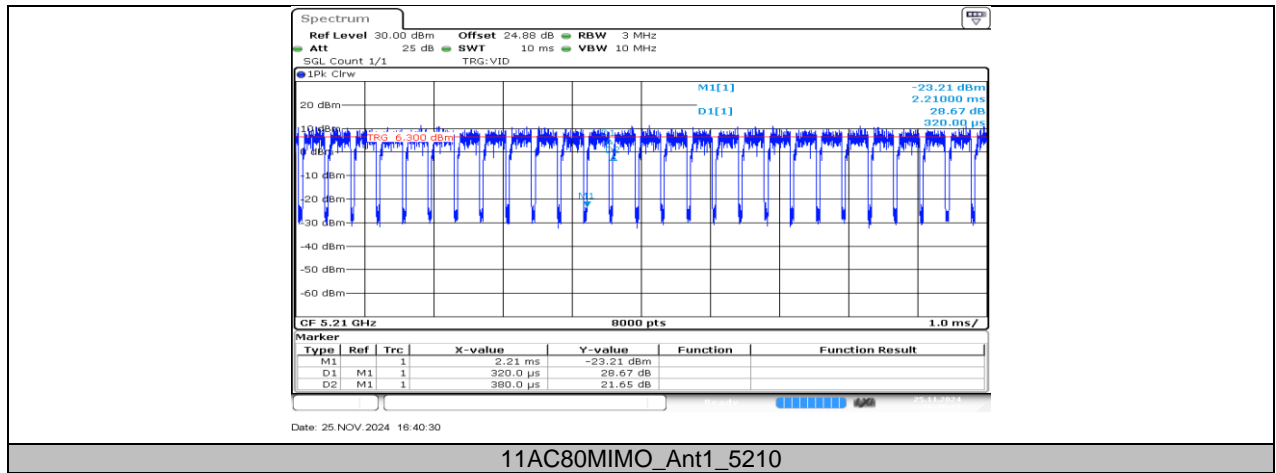 Spectrum
Ref Level 30.00 dBm Offset 24.88 dB RBW 3 MHz
Att 25 dB SWT 10 ms VBW 10 MHz
SGL Count 1/1 TRG:VID
1Pk Clrw
M1[1] -23.21 dBm
2.21000 ms
20 dBm
D1[1] 28.67 dB
320.00 µs
10 dBm
TRG 6.300 dBm
0 dBm
-10 dBm
-20 dBm
M1
-30 dBm
-40 dBm
-50 dBm
-60 dBm
CF 5.21 GHz 8000 pts 1.0 ms/
Marker
Type Ref Trc X-value Y-value Function Function Result
M1 1 2.21 ms -23.21 dBm
D1 M1 1 320.0 µs 28.67 dB
D2 M1 1 380.0 µs 21.65 dB
25.11.2024
Date: 25.NOV.2024 16:40:30
11AC80MIMO_Ant1_5210